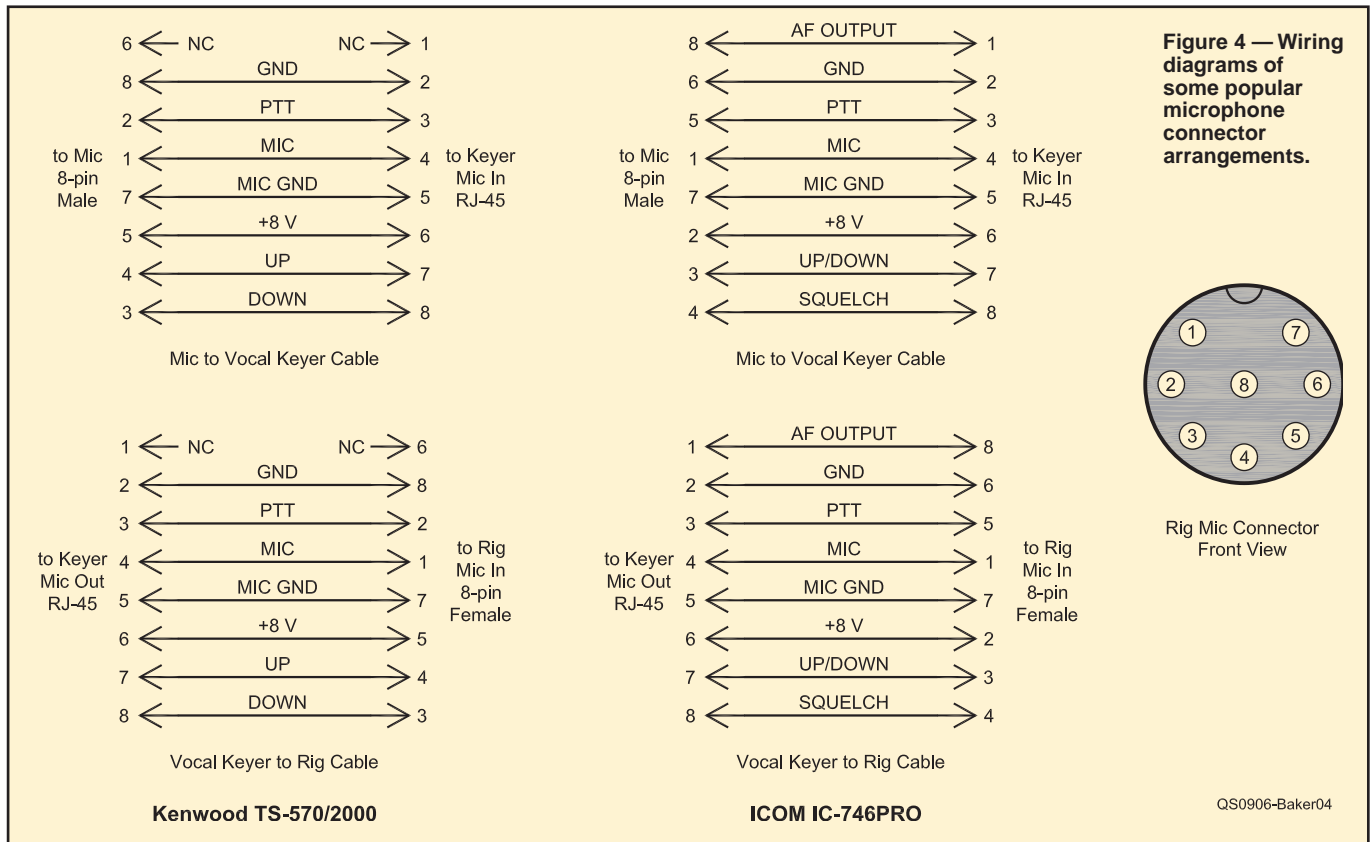 Figure 4 — Wiring
diagrams of
some popular
microphone
connector
arrangements.
6 NC NC 1
8 GND 2
2 PTT 3
1 MIC 4
7 MIC GND 5
5 +8 V 6
4 UP 7
3 DOWN 8
to Mic
8-pin
Male
to Keyer
Mic In
RJ-45
Mic to Vocal Keyer Cable
8 AF OUTPUT 1
6 GND 2
5 PTT 3
1 MIC 4
7 MIC GND 5
2 +8 V 6
3 UP/DOWN 7
4 SQUELCH 8
to Mic
8-pin
Male
to Keyer
Mic In
RJ-45
Mic to Vocal Keyer Cable
1 NC NC 6
2 GND 8
3 PTT 2
4 MIC 1
5 MIC GND 7
6 +8 V 5
7 UP 4
8 DOWN 3
to Keyer
Mic Out
RJ-45
to Rig
Mic In
8-pin
Female
Vocal Keyer to Rig Cable
Kenwood TS-570/2000
1 AF OUTPUT 8
2 GND 6
3 PTT 5
4 MIC 1
5 MIC GND 7
6 +8 V 2
7 UP/DOWN 3
8 SQUELCH 4
to Keyer
Mic Out
RJ-45
to Rig
Mic In
8-pin
Female
Vocal Keyer to Rig Cable
ICOM IC-746PRO
1 7
2 8 6
3 5
4
Rig Mic Connector
Front View
QS0906-Baker04